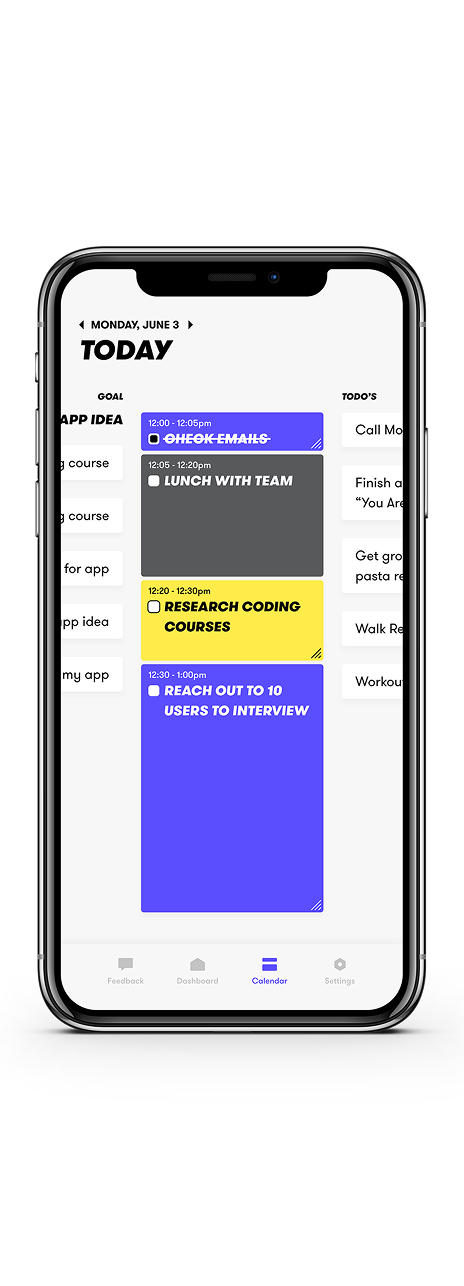 MONDAY, JUNE 3
TODAY
GOAL
APP IDEA
course
course
for app
app idea
my app
12:00 - 12:05pm
CHECK EMAILS
12:05 - 12:20pm
LUNCH WITH TEAM
12:20 - 12:30pm
RESEARCH CODING
COURSES
12:30 - 1:00pm
REACH OUT TO 10
USERS TO INTERVIEW
TODO'S
Call Mo
Finish a
“You Are
Get gro
pasta re
Walk Re
Workou
Feedback
Dashboard
Calendar
Settings